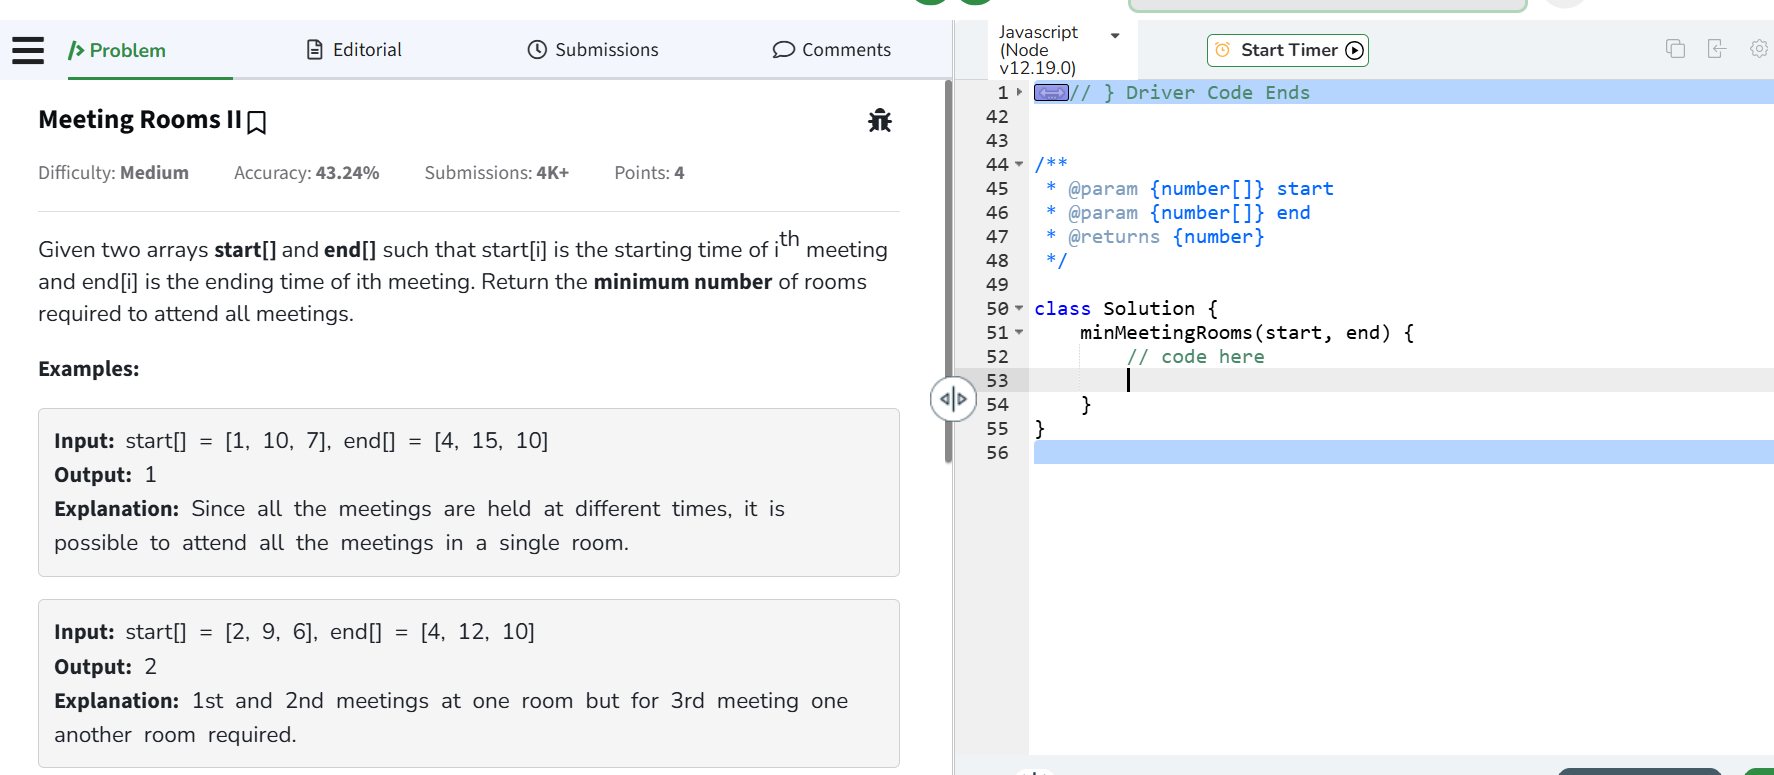 Problem
Editorial
Submissions
Comments
Meeting Rooms II
Difficulty: Medium Accuracy: 43.24% Submissions: 4K+ Points: 4
Given two arrays start[] and end[] such that start[i] is the starting time of ith meeting
and end[i] is the ending time of ith meeting. Return the minimum number of rooms
required to attend all meetings.
Examples:
Input: start[] = [1, 10, 7], end[] = [4, 15, 10]
Output: 1
Explanation: Since all the meetings are held at different times, it is
possible to attend all the meetings in a single room.
Input: start[] = [2, 9, 6], end[] = [4, 12, 10]
Output: 2
Explanation: 1st and 2nd meetings at one room but for 3rd meeting one
another room required.
Javascript
(Node
v12.19.0)
Start Timer
1 // } Driver Code Ends
42
43
44 /**
45 * @param {number[]} start
46 * @param {number[]} end
47 * @returns {number}
48 */
49
50 class Solution {
51 minMeetingRooms(start, end) {
52 // code here
53
54 }
55 }
56